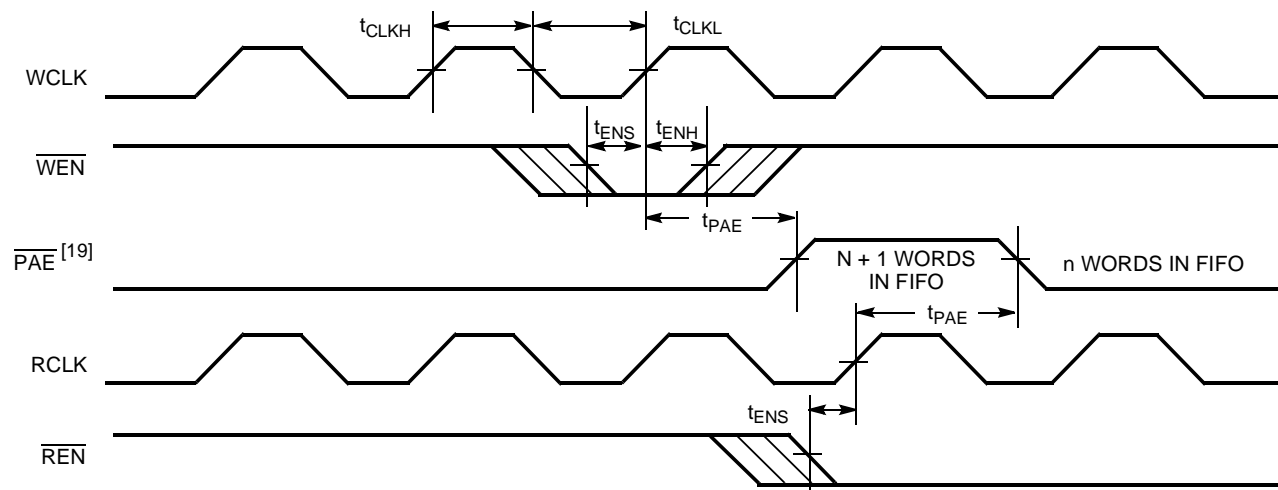 tCLKH
tCLKL
WCLK
tENS
tENH
WEN
tPAE
PAE [19]
N + 1 WORDS
IN FIFO
n WORDS IN FIFO
tPAE
RCLK
tENS
REN